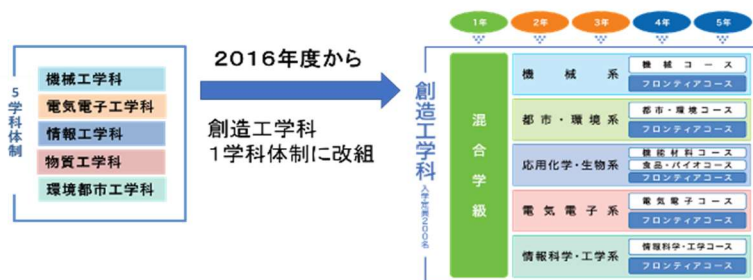 5学科体制
機械工学科
電気電子工学科
情報工学科
物質工学科
環境都市工学科
2016年度から
創造工学科
1学科体制に改組
1年
2年
3年
4年
5年
創造工学科
入学定員200名
混合学級
機械系
機械コース
フロンティアコース
都市・環境系
都市・環境コース
フロンティアコース
応用化学・生物系
機能材料コース
食品・バイオコース
フロンティアコース
電気電子系
電気電子コース
フロンティアコース
情報科学・工学系
情報科学・工学コース
フロンティアコース